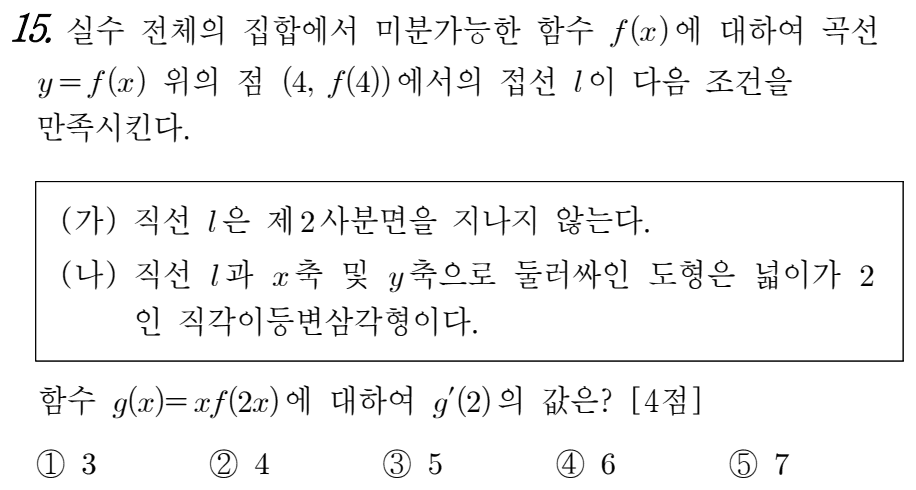 15. 실수 전체의 집합에서 미분가능한 함수 f(x)에 대하여 곡선
y=f(x) 위의 점 (4, f(4))에서의 접선 l이 다음 조건을
만족시킨다.
(가) 직선 l은 제2사분면을 지나지 않는다.
(나) 직선 l과 x축 및 y축으로 둘러싸인 도형은 넓이가 2
인 직각이등변삼각형이다.
함수 g(x)=xf(2x)에 대하여 g′(2)의 값은? [4점]
① 3 ② 4 ③ 5 ④ 6 ⑤ 7